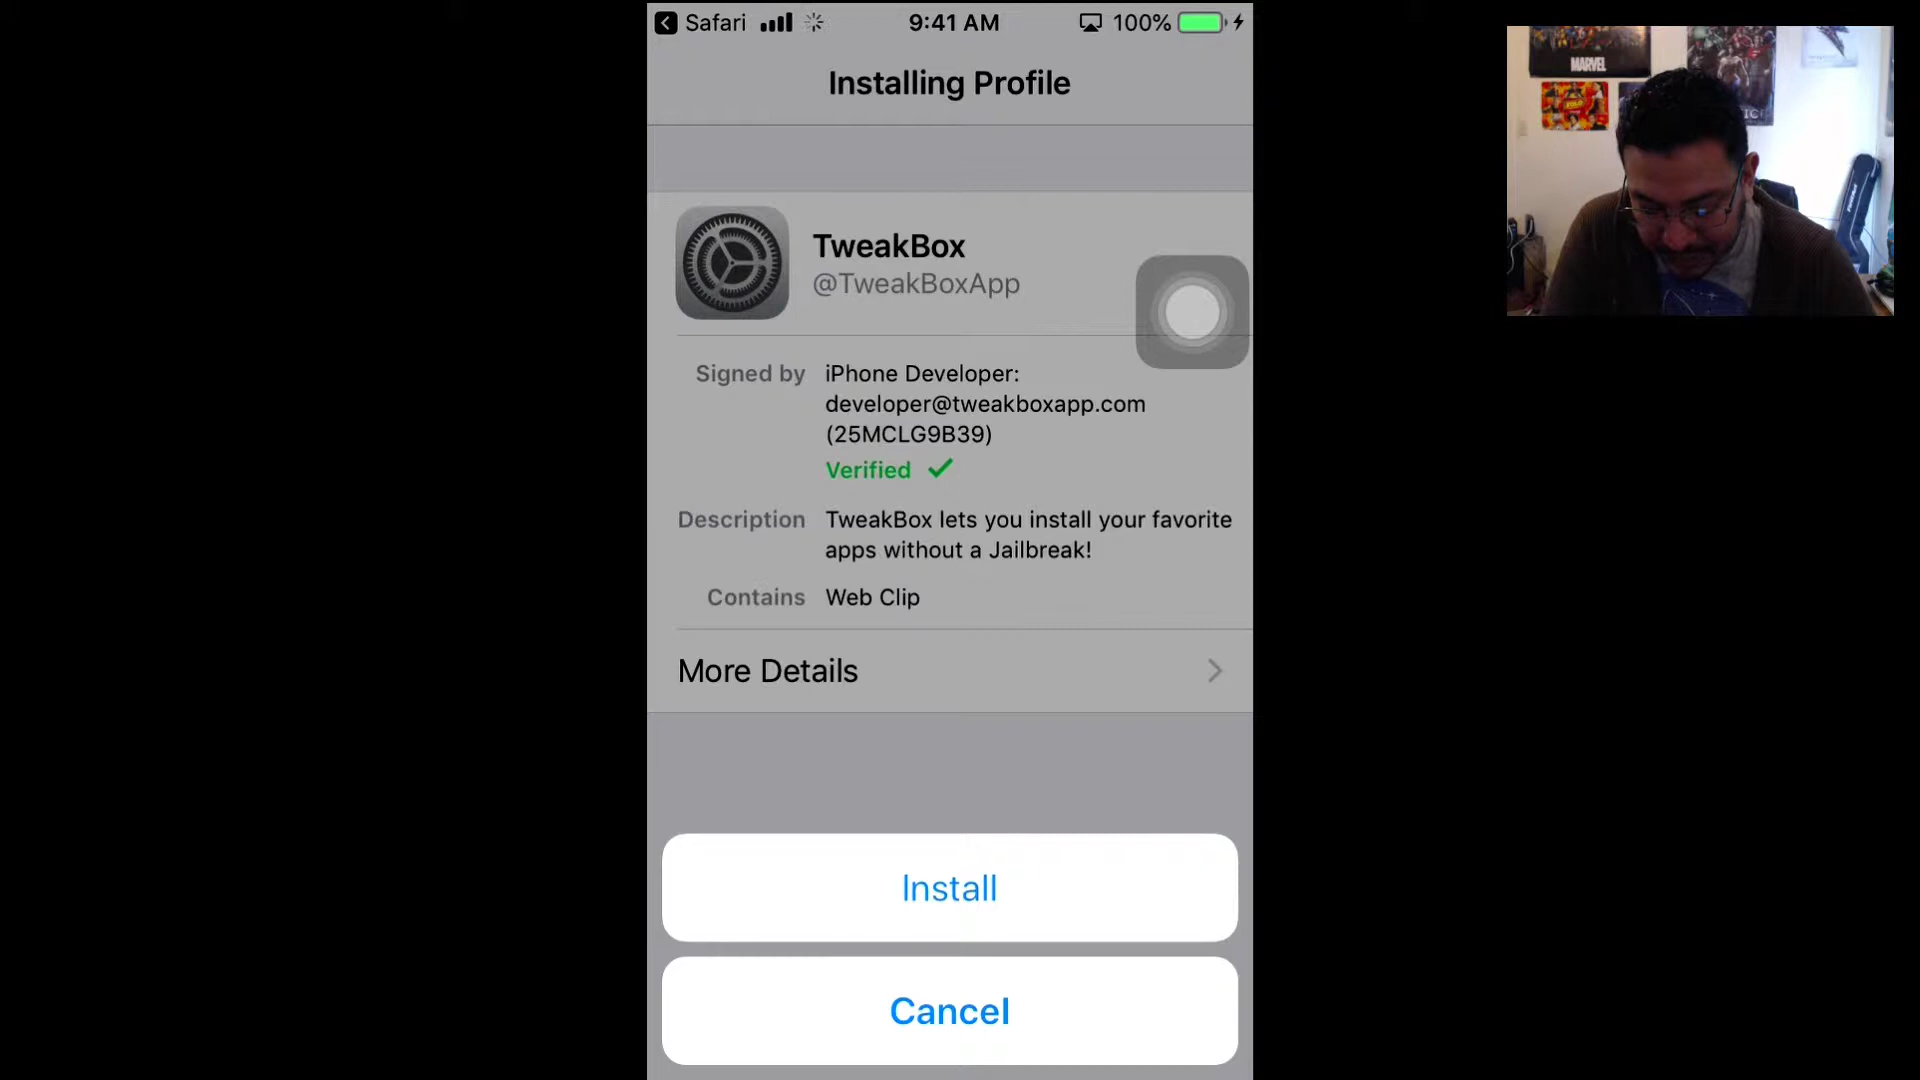 Safari 9:41 AM 100%
Installing Profile
TweakBox
@TweakBoxApp
Signed by iPhone Developer:
developer@tweakboxapp.com
(25MCLG9B39)
Verified
Description TweakBox lets you install your favorite
apps without a Jailbreak!
Contains Web Clip
More Details
Install
Cancel
MARVEL